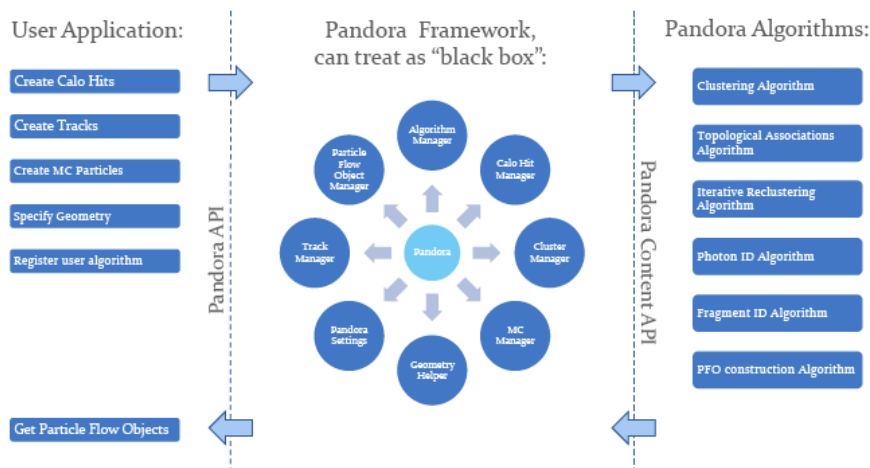 User Application:
Create Calo Hits
Create Tracks
Create MC Particles
Specify Geometry
Register user algorithm
Get Particle Flow Objects
Pandora API
Pandora Framework,
can treat as “black box”:
Algorithm
Manager
Calo Hit
Manager
Cluster
Manager
MC
Manager
Geometry
Helper
Pandora
Settings
Track
Manager
Particle
Flow
Object
Manager
Pandora
Pandora Content API
Pandora Algorithms:
Clustering Algorithm
Topological Associations
Algorithm
Iterative Reclustering
Algorithm
Photon ID Algorithm
Fragment ID Algorithm
PFO construction Algorithm